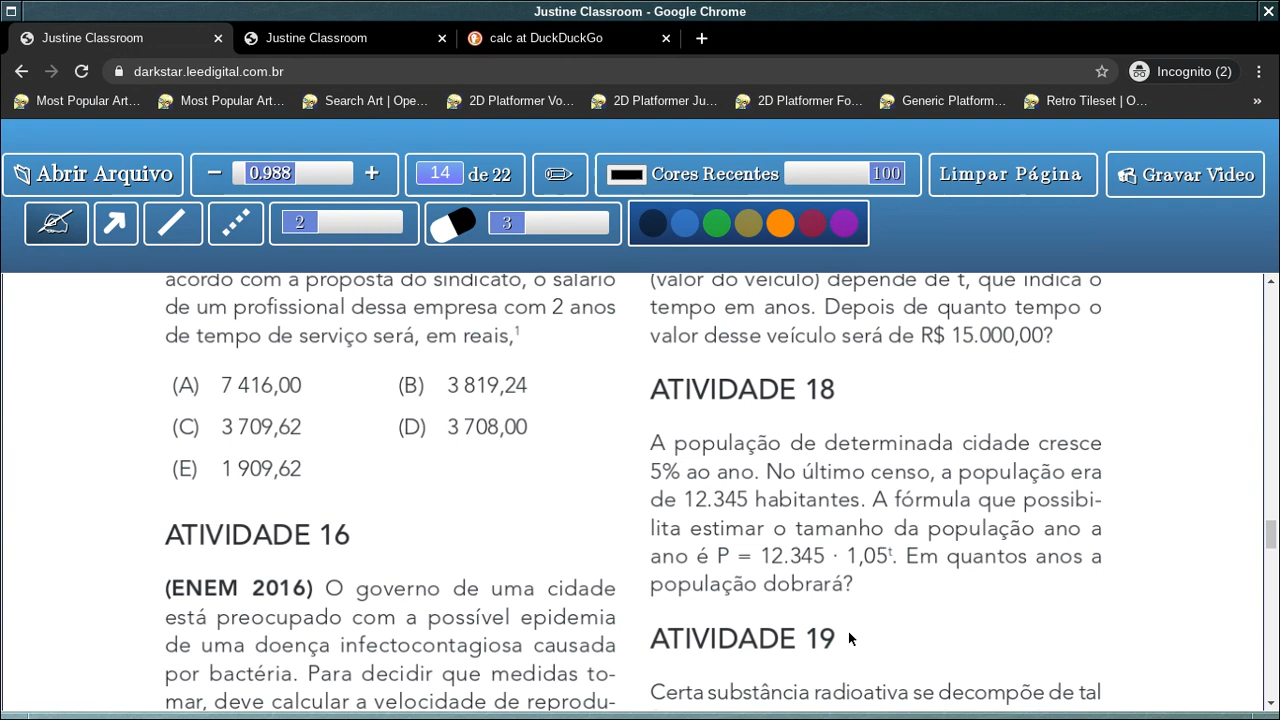 Justine Classroom - Google Chrome
Justine Classroom
Justine Classroom
calc at DuckDuckGo
darkstar.leedigital.com.br
Incognito (2)
Most Popular Art...
Most Popular Art...
Search Art | Ope...
2D Platformer Vo...
2D Platformer Ju...
2D Platformer Fo...
Generic Platform...
Retro Tileset | O...
»
Abrir Arquivo
− 0,988 +
14 de 22
Cores Recentes 100
Limpar Página
Gravar Video
2
3
acordo com a proposta do sindicato, o salário
de um profissional dessa empresa com 2 anos
de tempo de serviço será, em reais,¹
(A) 7 416,00 (B) 3 819,24
(C) 3 709,62 (D) 3 708,00
(E) 1 909,62
ATIVIDADE 16
(ENEM 2016) O governo de uma cidade
está preocupado com a possível epidemia
de uma doença infectocontagiosa causada
por bactéria. Para decidir que medidas to-
mar, deve calcular a velocidade de reprodu-
(valor do veículo) depende de t, que indica o
tempo em anos. Depois de quanto tempo o
valor desse veículo será de R$ 15.000,00?
ATIVIDADE 18
A população de determinada cidade cresce
5% ao ano. No último censo, a população era
de 12.345 habitantes. A fórmula que possibi-
lita estimar o tamanho da população ano a
ano é P = 12.345 · 1,05ᵗ. Em quantos anos a
população dobrará?
ATIVIDADE 19
Certa substância radioativa se decompõe de tal